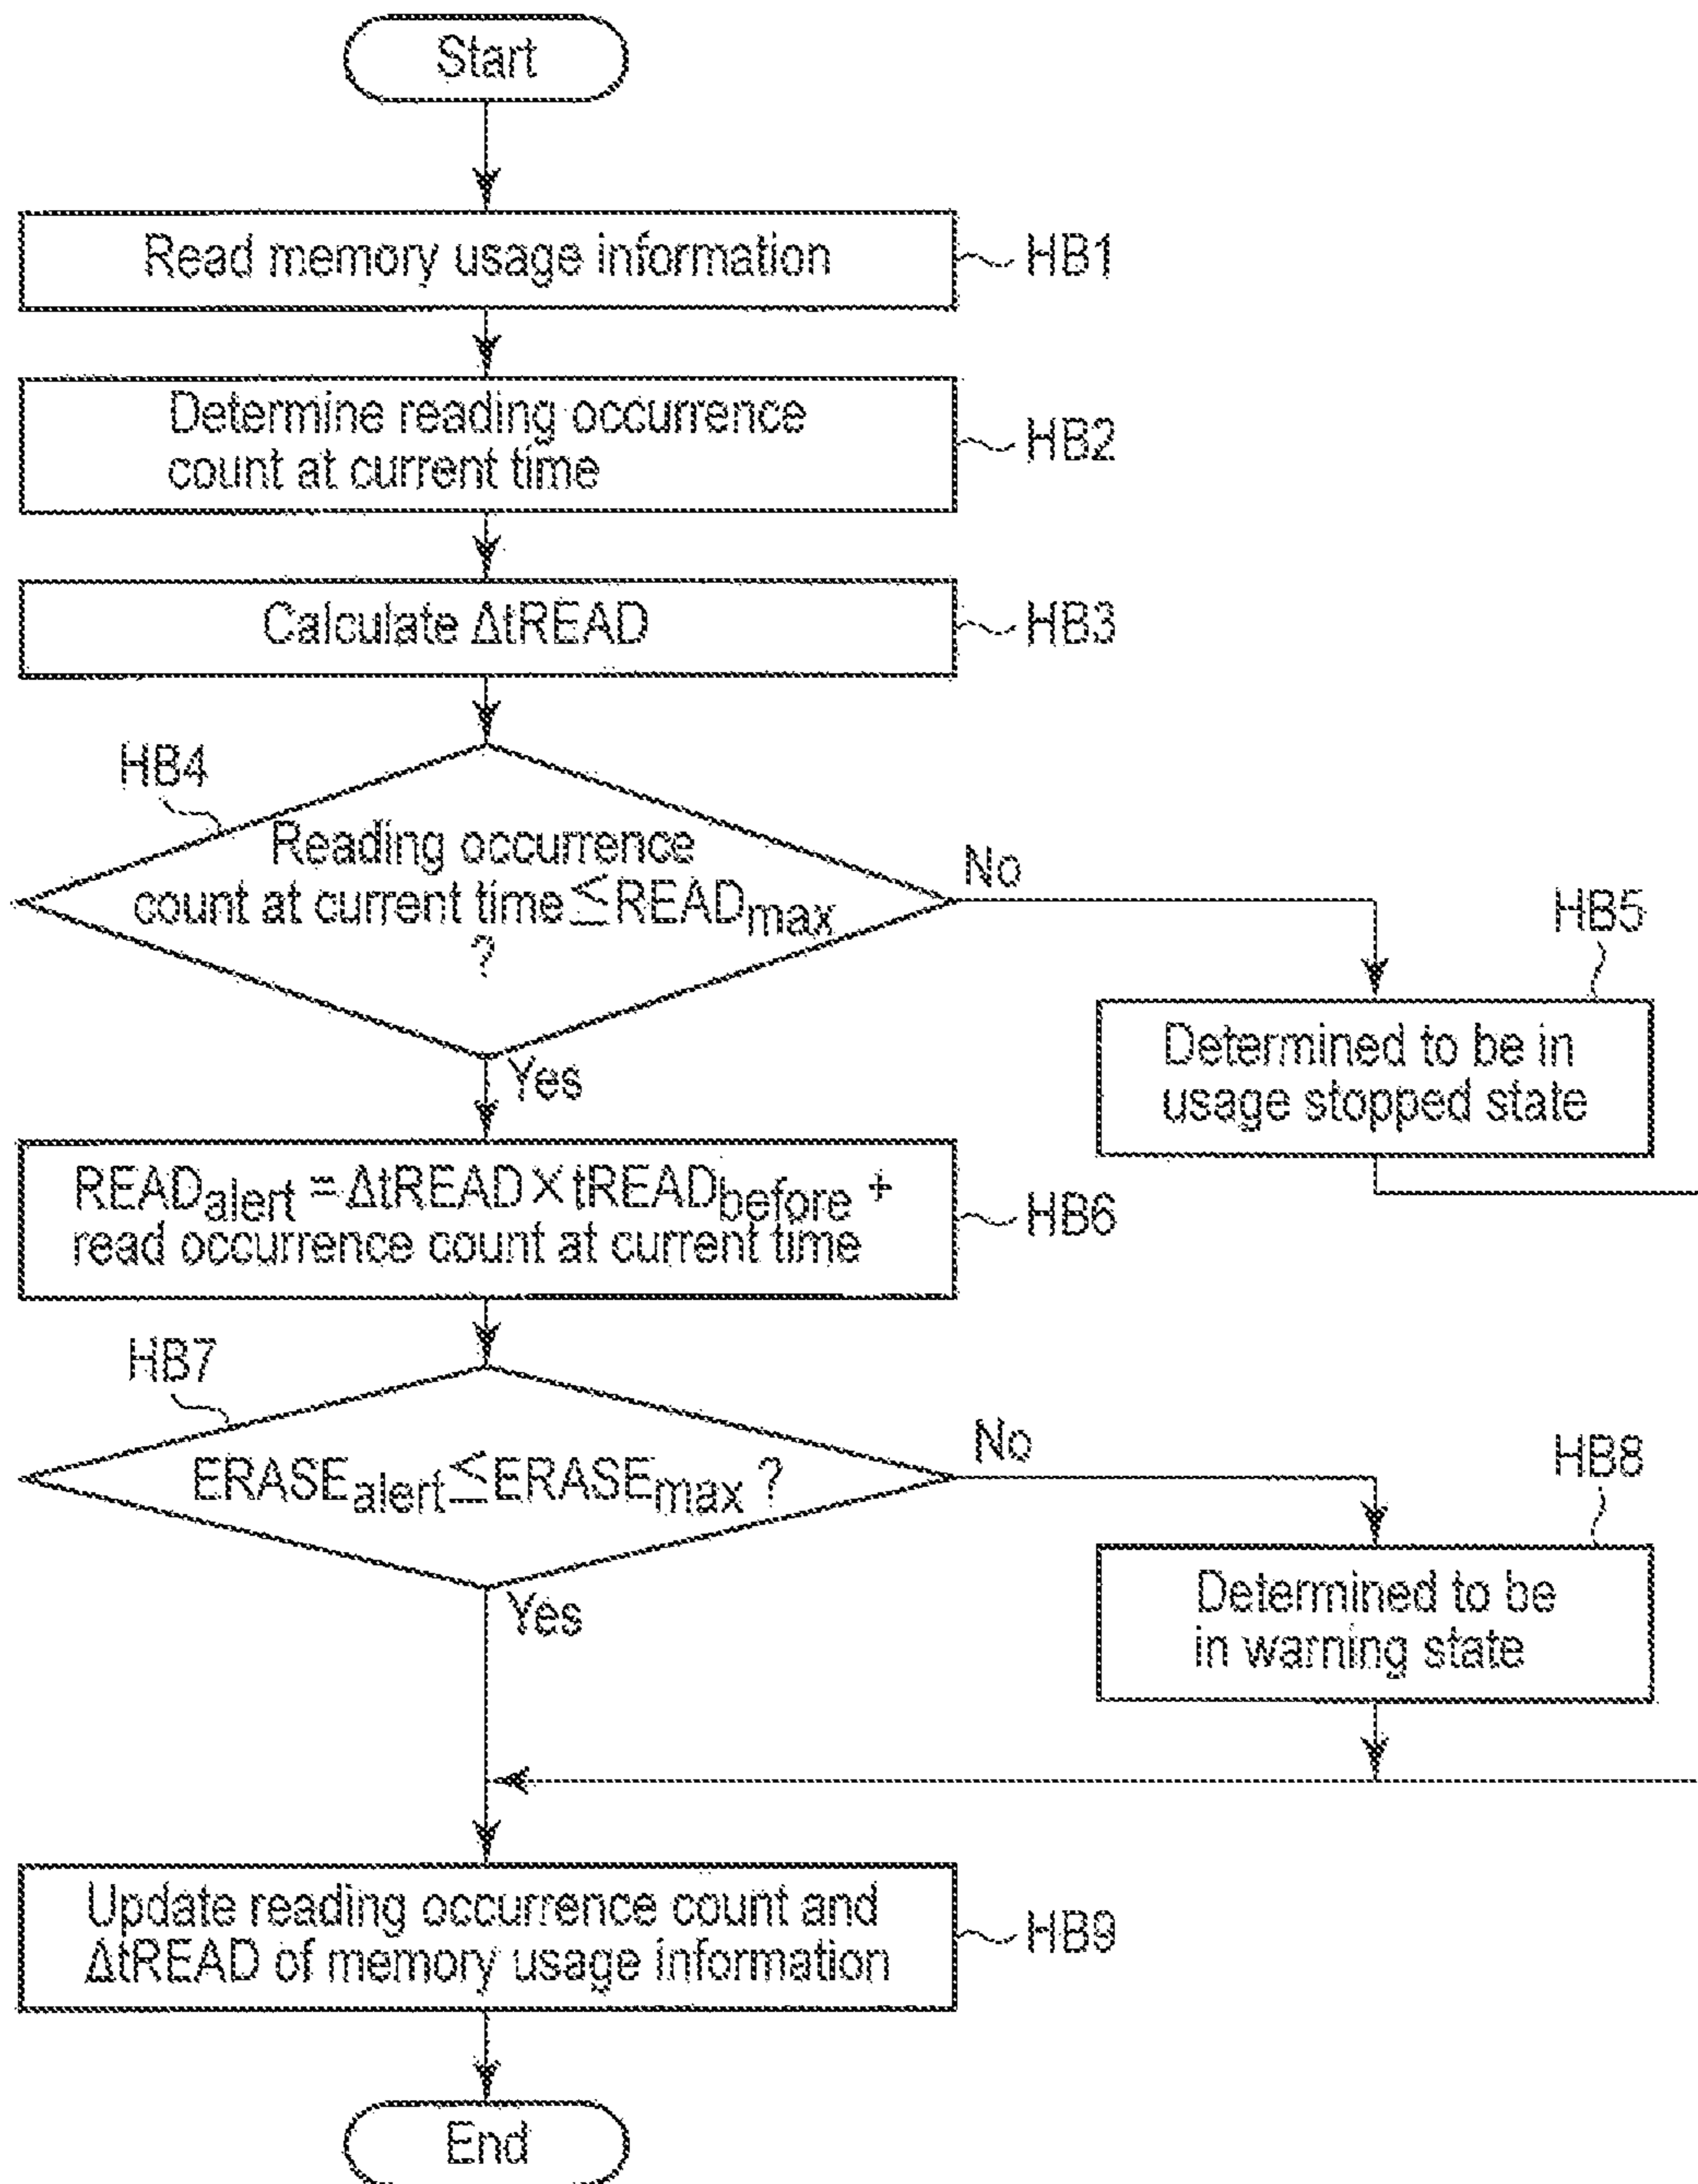 Start
Read memory usage information
HB1
Determine reading occurrence
count at current time
HB2
Calculate ΔtREAD
HB3
HB4
Reading occurrence
count at current time≦READmax
?
No
Yes
HB5
Determined to be in
usage stopped state
READalert = ΔtREAD×tREADbefore +
read occurrence count at current time
HB6
HB7
ERASEalert≦ERASEmax ?
No
Yes
HB8
Determined to be
in warning state
Update reading occurrence count and
ΔtREAD of memory usage information
HB9
End